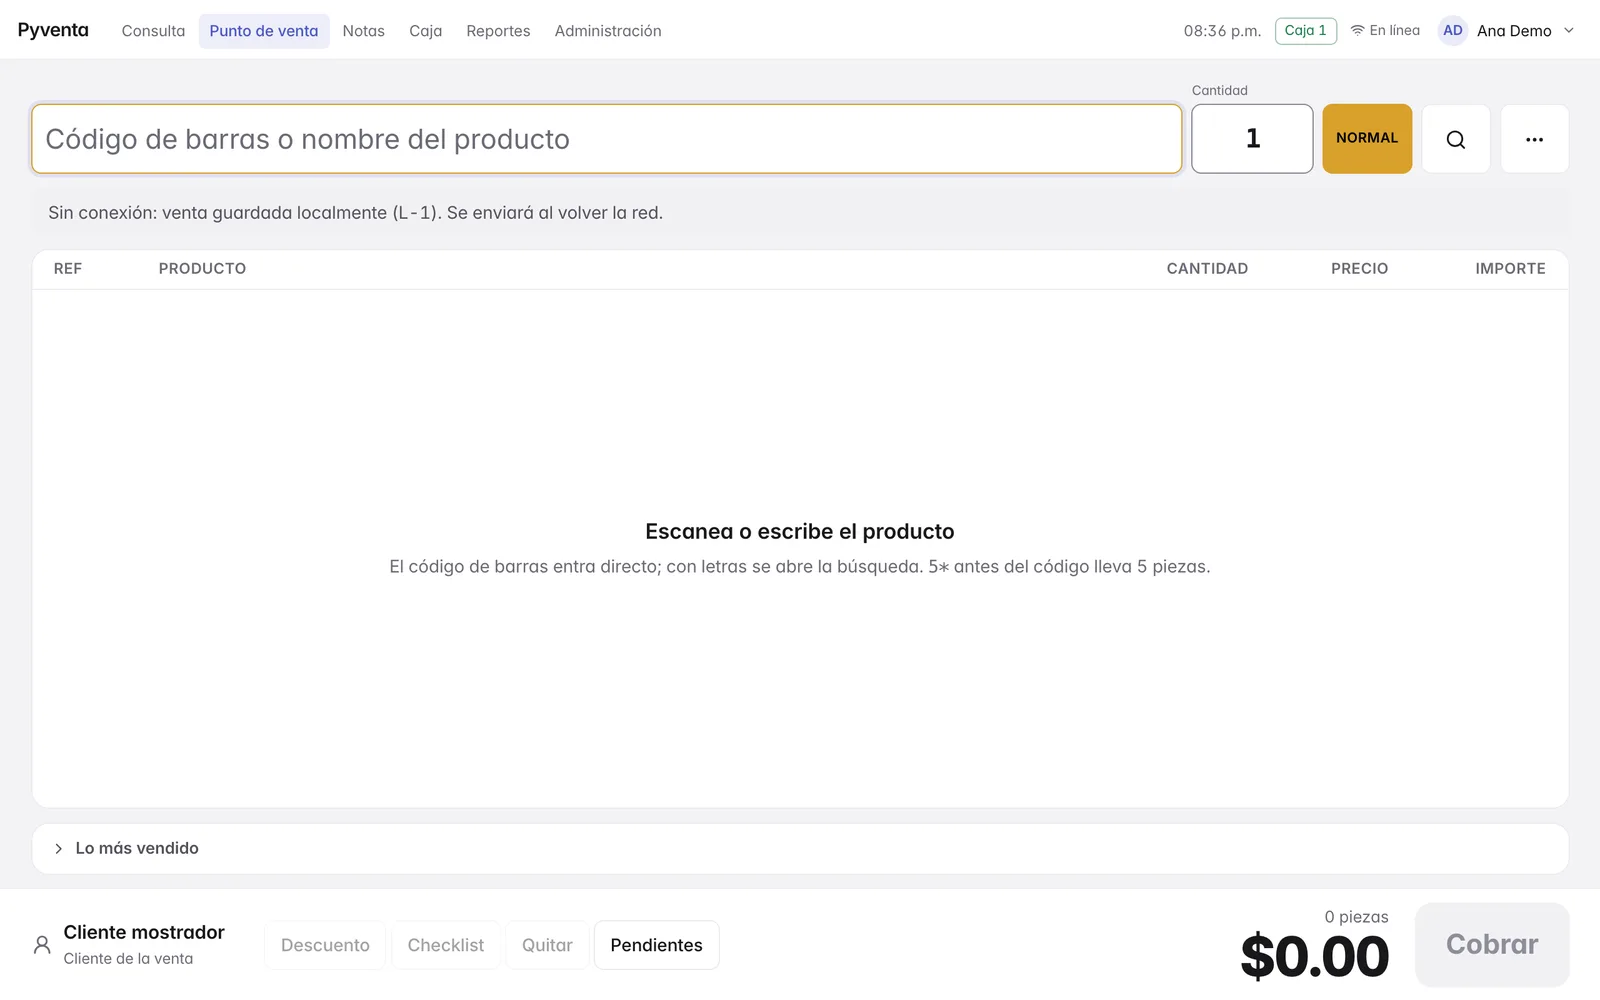 Pyventa Consulta Punto de venta Notas Caja Reportes Administración 08:36 p.m. Caja 1 En línea AD Ana Demo
Cantidad
Código de barras o nombre del producto 1 NORMAL
Sin conexión: venta guardada localmente (L-1). Se enviará al volver la red.
REF PRODUCTO CANTIDAD PRECIO IMPORTE
Escanea o escribe el producto
El código de barras entra directo; con letras se abre la búsqueda. 5* antes del código lleva 5 piezas.
Lo más vendido
Cliente mostrador
Cliente de la venta
Descuento Checklist Quitar Pendientes
0 piezas
$0.00
Cobrar